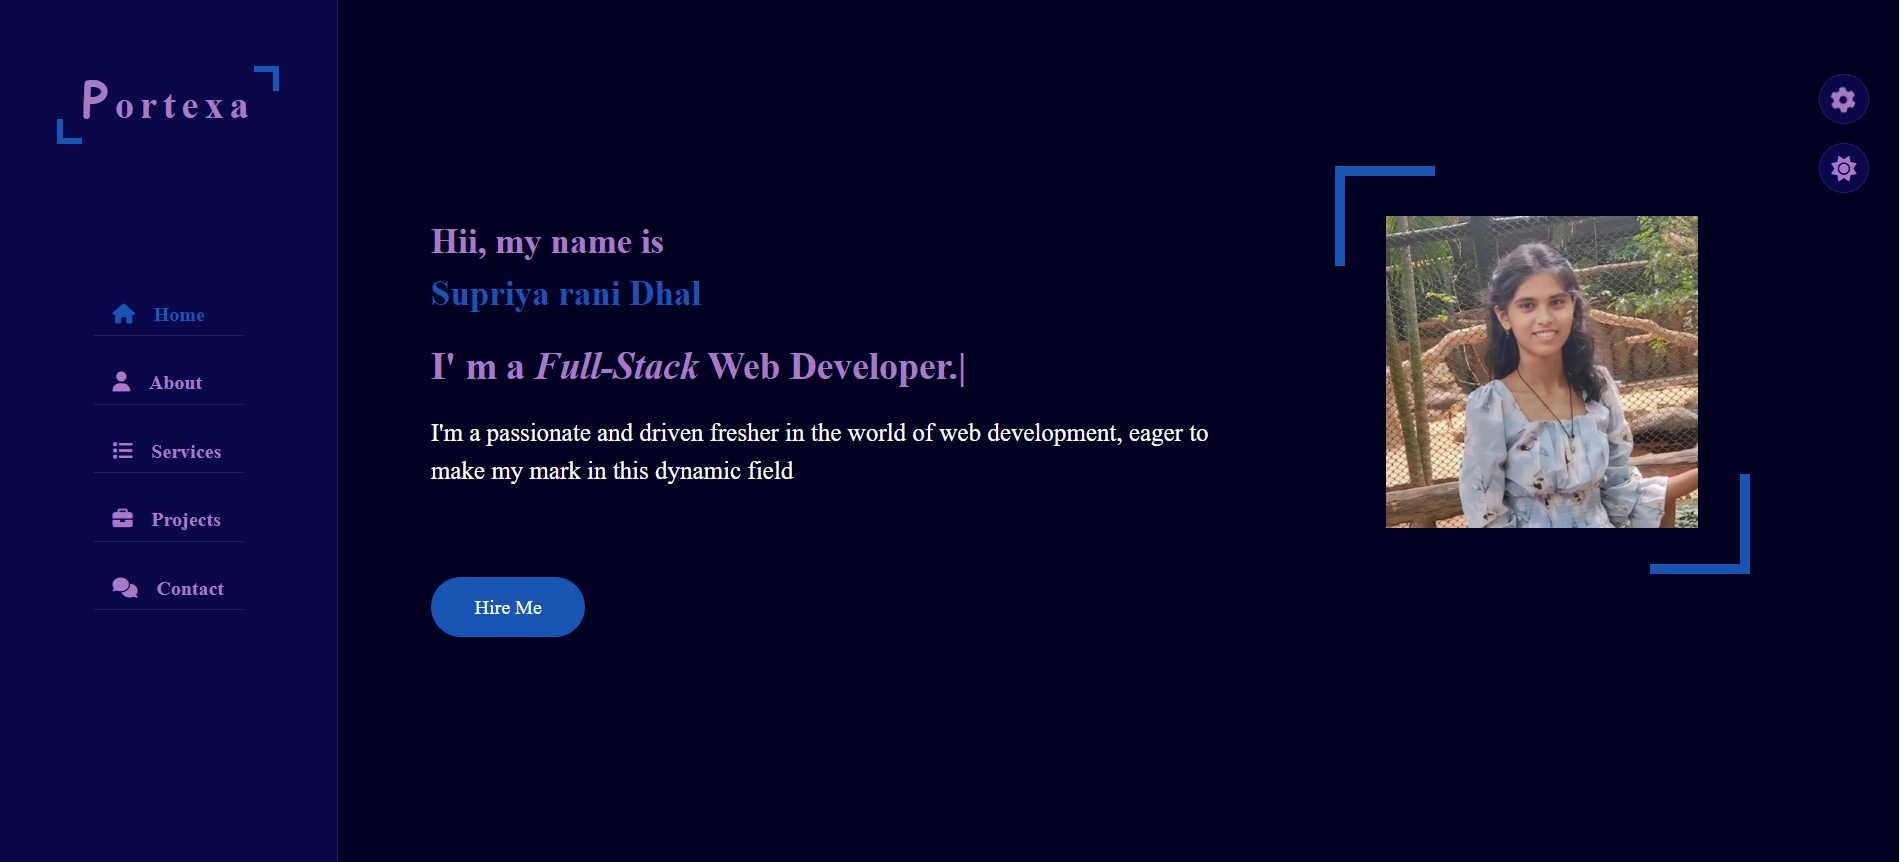 Portexa
Home
About
Services
Projects
Contact
Hii, my name is
Supriya rani Dhal
I' m a Full-Stack Web Developer.|
I'm a passionate and driven fresher in the world of web development, eager to
make my mark in this dynamic field
Hire Me